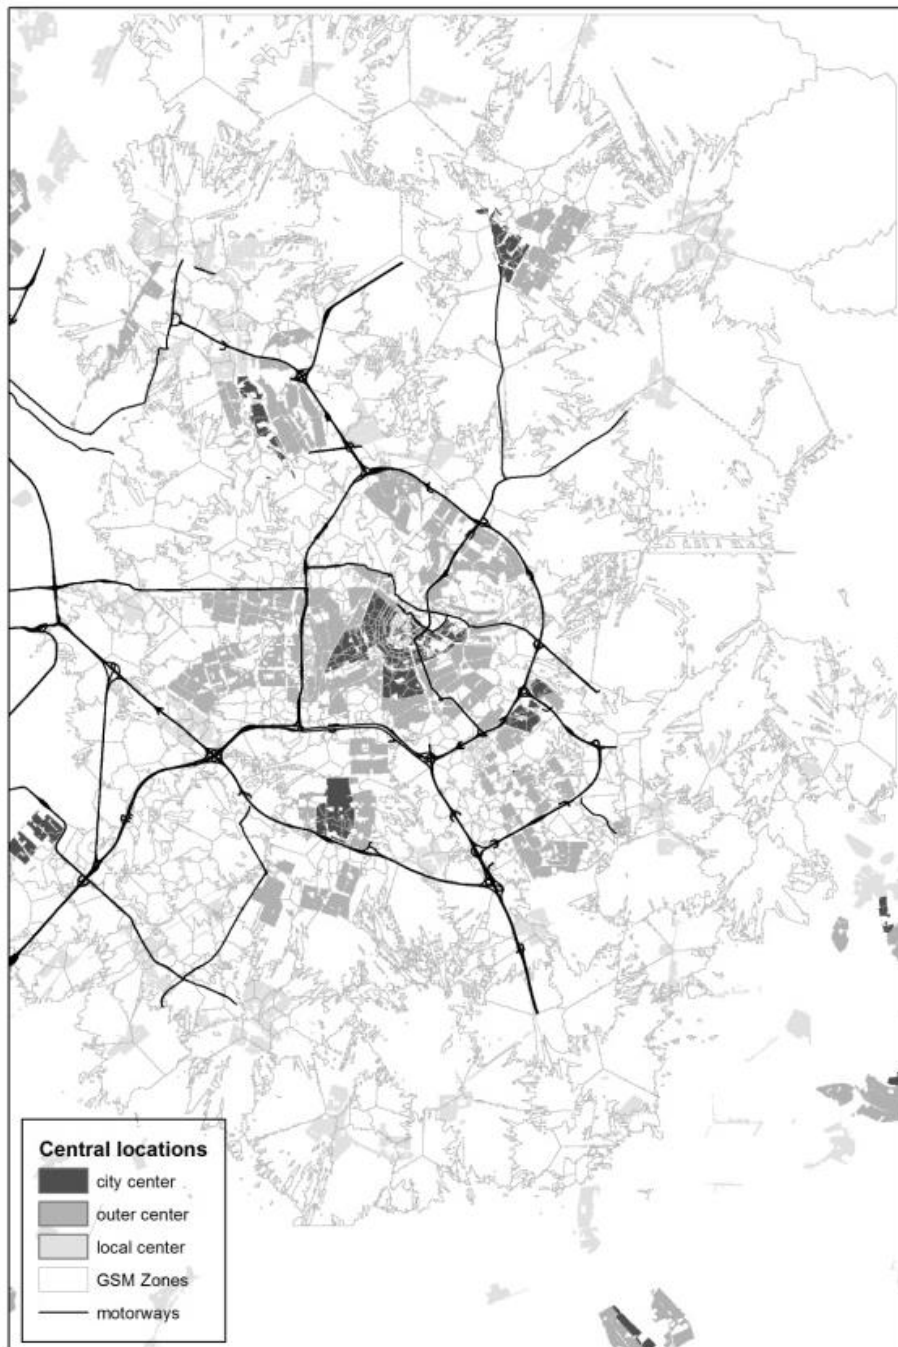 Central locations
city center
outer center
local center
GSM Zones
motorways